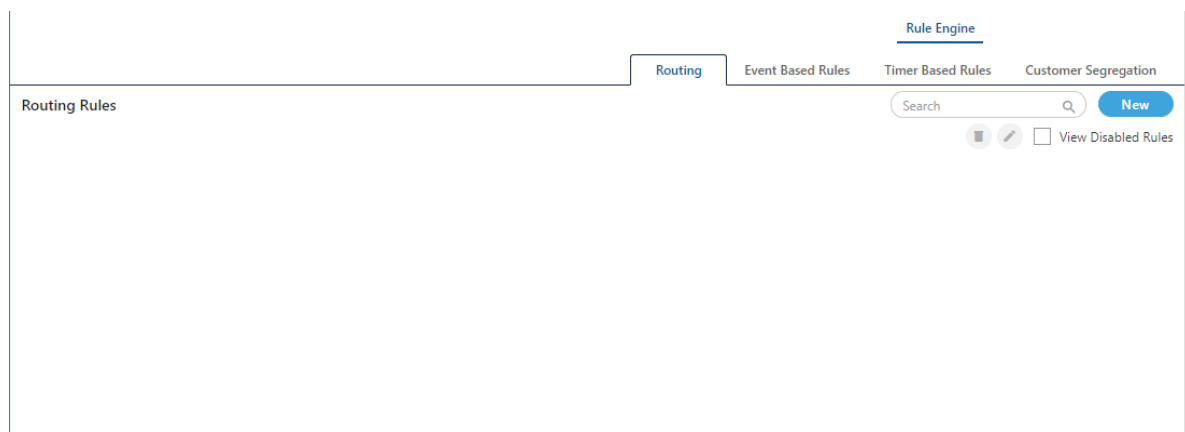 Rule Engine
Routing Event Based Rules Timer Based Rules Customer Segregation
Routing Rules Search New
View Disabled Rules